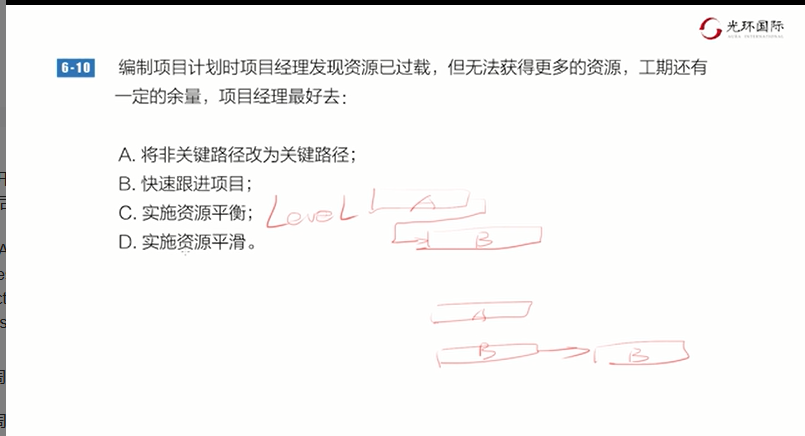 光环国际
6-10 编制项目计划时项目经理发现资源已过载，但无法获得更多的资源，工期还有
一定的余量，项目经理最好去：
A. 将非关键路径改为关键路径；
B. 快速跟进项目；
C. 实施资源平衡；
D. 实施资源平滑。
Level
A
B
A
B
B